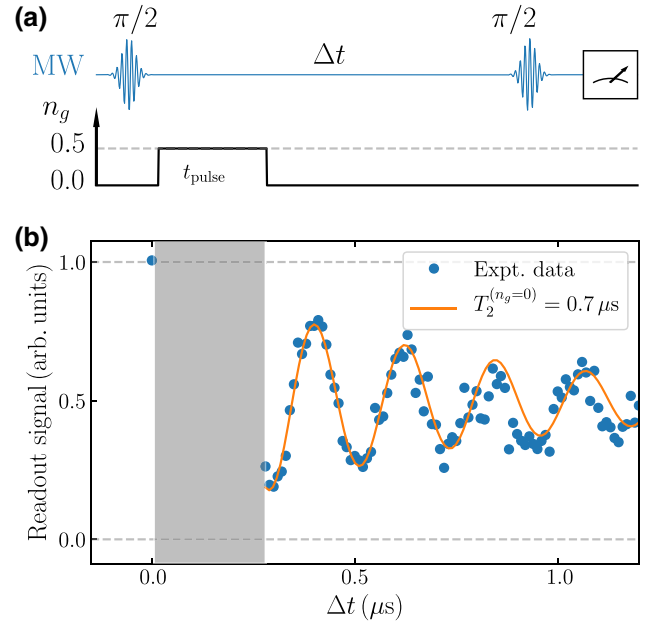 (a)
π/2 π/2
MW Δt
n_g
0.5
t_pulse
0.0
(b)
Readout signal (arb. units)
1.0
0.5
0.0
Expt. data
T_2^(n_g=0) = 0.7 μs
0.0 0.5 1.0
Δt (μs)